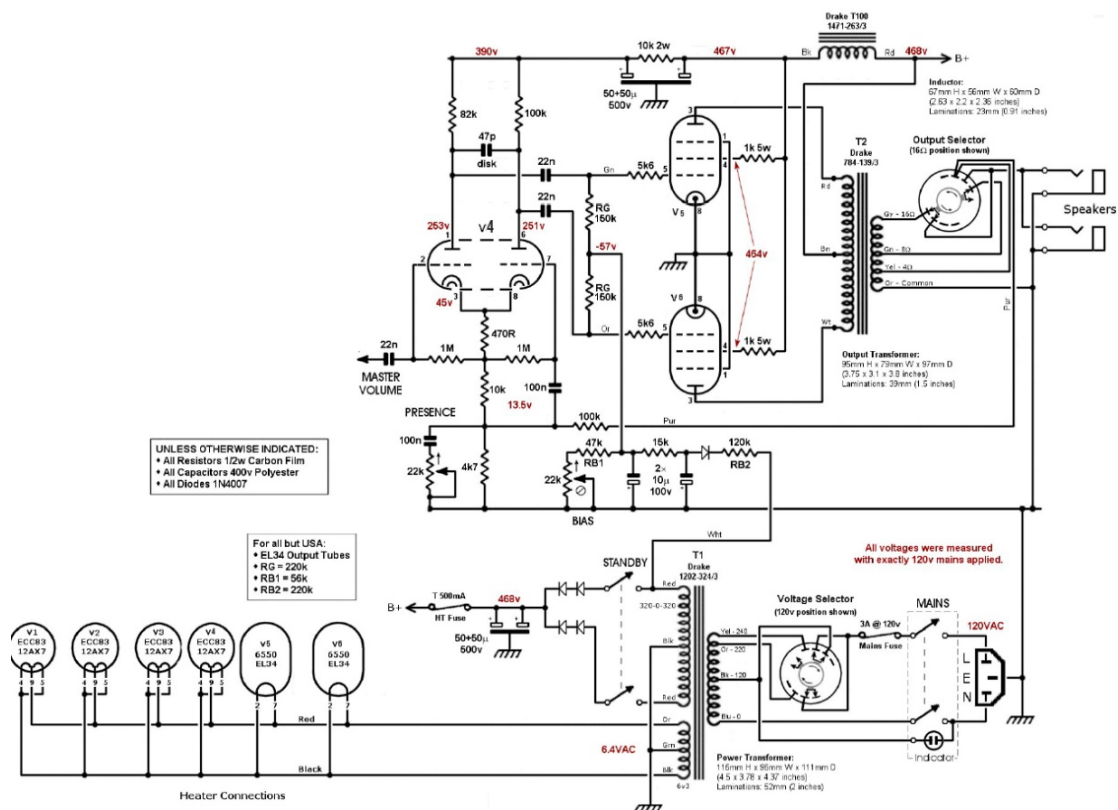 Drake T100
1471-263/3
390v
10k 2w
467v
Bk
Rd
468v
B+
50+50µ
500v
Inductor:
67mm H x 56mm W x 60mm D
(2.63 x 2.2 x 2.36 inches)
Laminations: 23mm (0.91 inches)
82k
100k
47p
disk
22n
Gn
5k6
5
3
1
4
1k 5w
V5
8
T2
Drake
784-139/3
Output Selector
(16Ω position shown)
Speakers
Rd
Gy - 16Ω
Gn - 8Ω
Yel - 4Ω
Or - Common
Pur
Bn
Wt
22n
RG
150k
253v
1
v4
251v
6
-57v
464v
2
7
45v
3
8
RG
150k
V6
8
Or
5k6
5
4
1
3
1k 5w
470R
22n
1M
1M
MASTER
VOLUME
10k
100n
13.5v
Output Transformer:
95mm H x 79mm W x 97mm D
(3.75 x 3.1 x 3.8 inches)
Laminations: 39mm (1.5 inches)
PRESENCE
100k
Pur
100n
22k
4k7
47k
RB1
15k
120k
RB2
22k
2×
10µ
100v
BIAS
Wht
UNLESS OTHERWISE INDICATED:
• All Resistors 1/2w Carbon Film
• All Capacitors 400v Polyester
• All Diodes 1N4007
For all but USA:
• EL34 Output Tubes
• RG = 220k
• RB1 = 56k
• RB2 = 220k
All voltages were measured
with exactly 120v mains applied.
STANDBY
T1
Drake
1202-324/3
Red
320-0-320
Blk
Red
B+
T 500mA
HT Fuse
468v
50+50µ
500v
Voltage Selector
(120v position shown)
3A @ 120v
Mains Fuse
MAINS
120VAC
L
E
N
Yel - 240
Or - 220
Bk - 120
Blu - 0
Indicator
V1
ECC83
12AX7
V2
ECC83
12AX7
V3
ECC83
12AX7
V4
ECC83
12AX7
V5
6550
EL34
V6
6550
EL34
4 9 5
4 9 5
4 9 5
4 9 5
2 7
2 7
Red
Or
6.4VAC
Grn
Black
Blk
6v3
Power Transformer:
116mm H x 96mm W x 111mm D
(4.5 x 3.78 x 4.37 inches)
Laminations: 52mm (2 inches)
Heater Connections